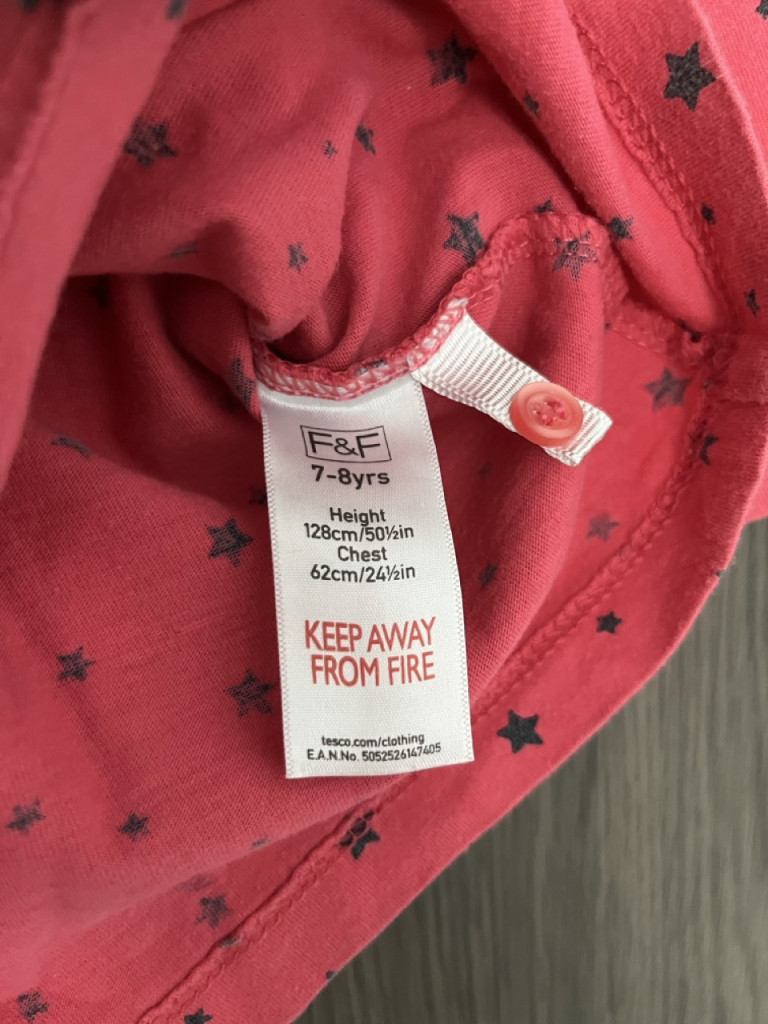 F&F
7-8yrs
Height
128cm/50½in
Chest
62cm/24½in
KEEP AWAY
FROM FIRE
tesco.com/clothing
E.A.N.No. 5052526147405